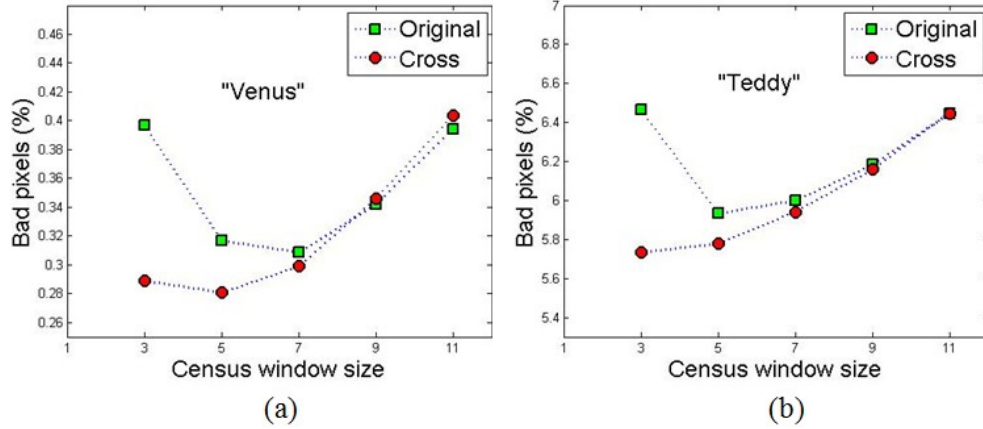 0.48
0.46
0.44
0.42
0.4
0.38
0.36
0.34
0.32
0.3
0.28
0.26
Bad pixels (%)
Original
Cross
"Venus"
1 3 5 7 9 11
Census window size
(a)
7
6.8
6.6
6.4
6.2
6
5.8
5.6
5.4
Bad pixels (%)
Original
Cross
"Teddy"
1 3 5 7 9 11
Census window size
(b)